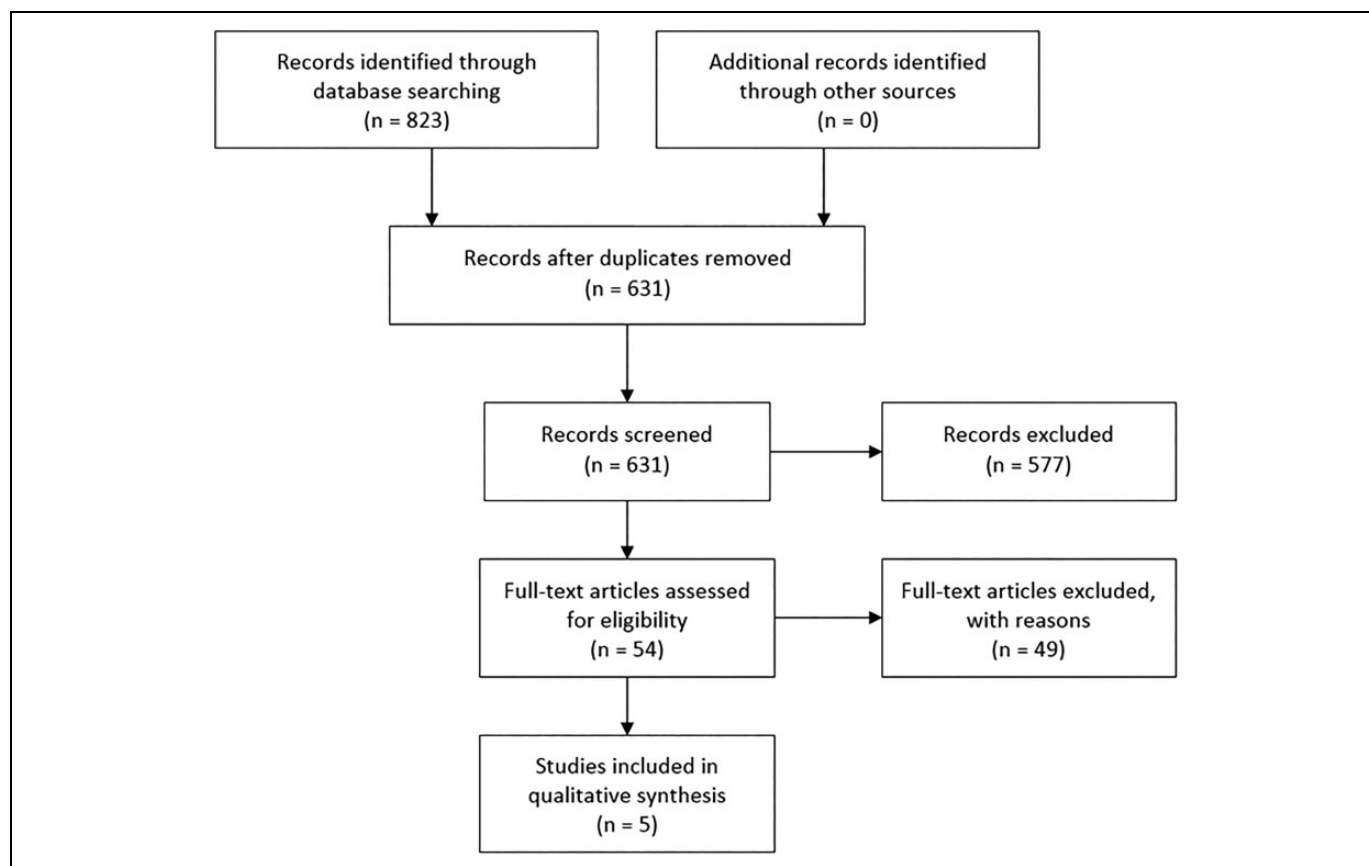 Records identified through
database searching
(n = 823)
Additional records identified
through other sources
(n = 0)
Records after duplicates removed
(n = 631)
Records screened
(n = 631)
Records excluded
(n = 577)
Full-text articles assessed
for eligibility
(n = 54)
Full-text articles excluded,
with reasons
(n = 49)
Studies included in
qualitative synthesis
(n = 5)